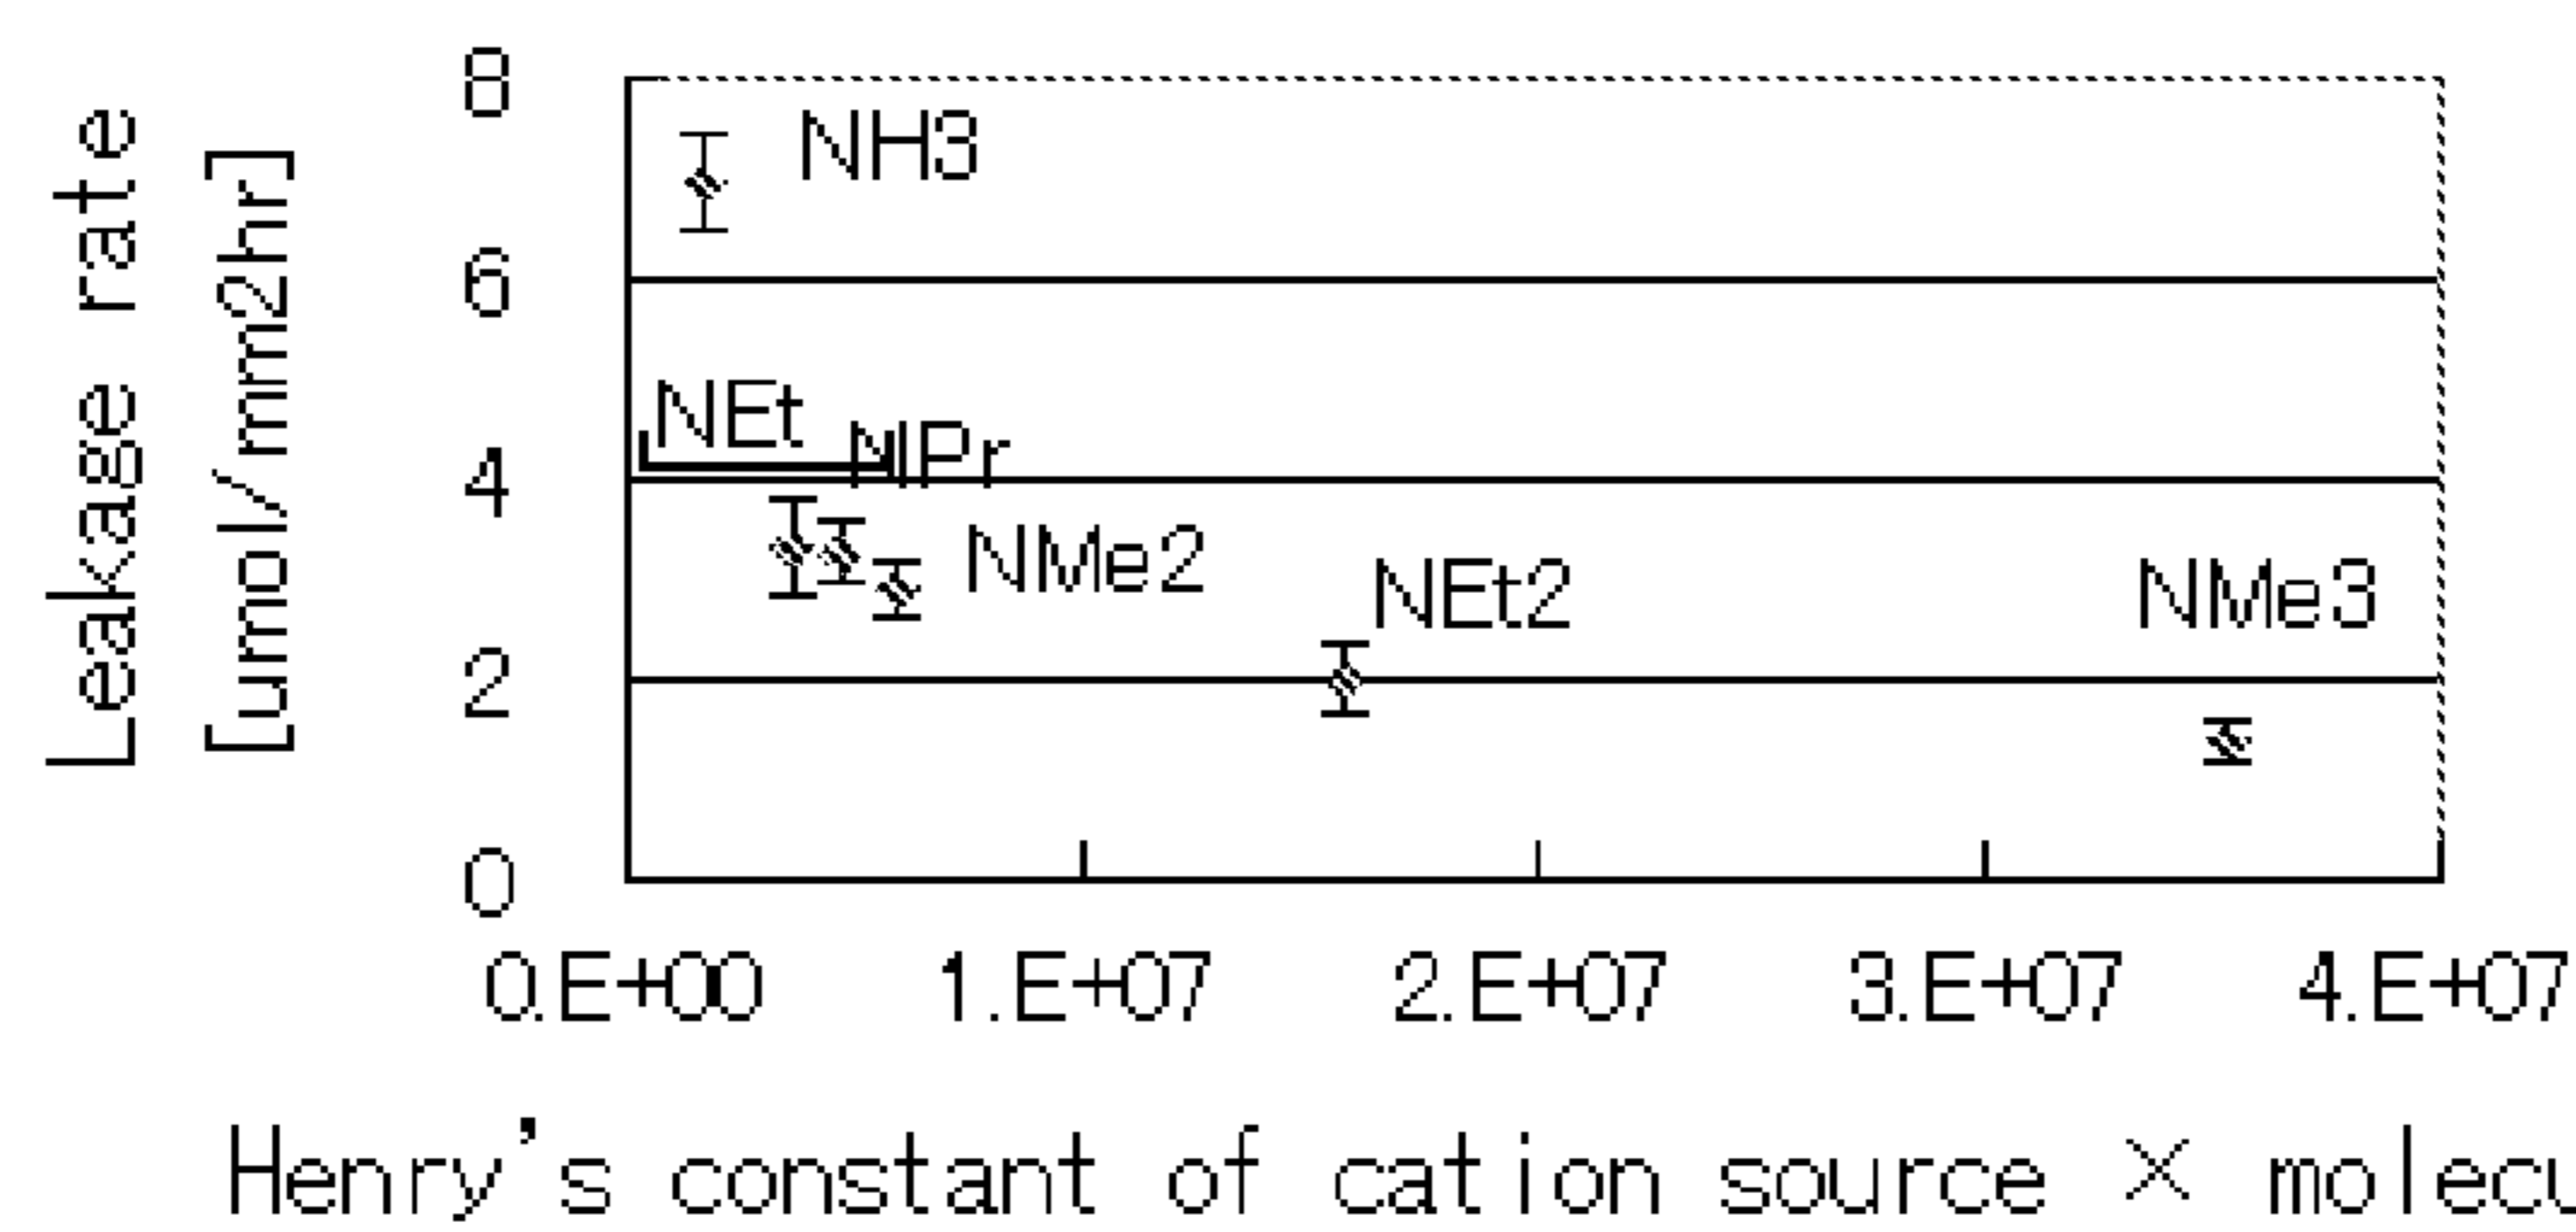 Leakage rate
[umol/mm2hr]
8
6
4
2
0
NH3
NEt
NPr
NMe2
NEt2
NMe3
0.E+00 1.E+07 2.E+07 3.E+07 4.E+07
Henry's constant of cation source × molecu